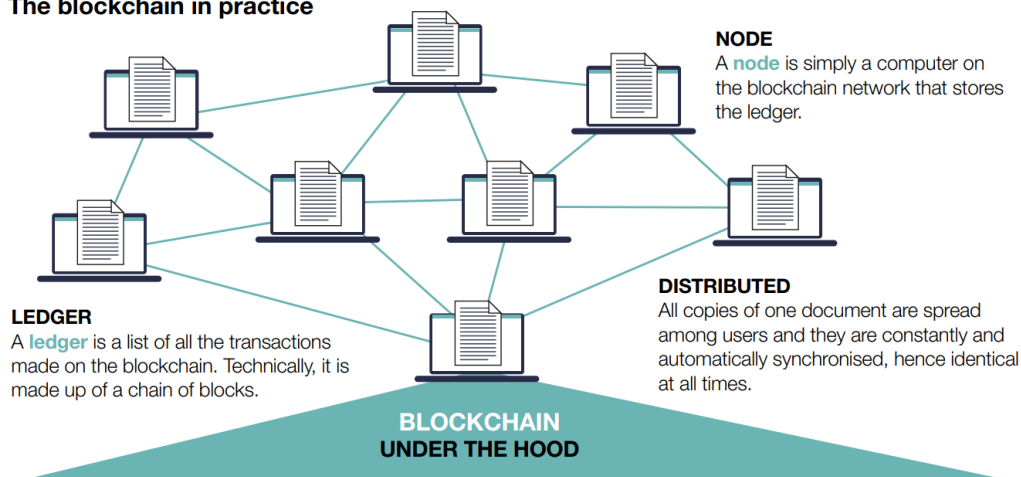 The blockchain in practice
NODE
A node is simply a computer on
the blockchain network that stores
the ledger.
LEDGER
A ledger is a list of all the transactions
made on the blockchain. Technically, it is
made up of a chain of blocks.
DISTRIBUTED
All copies of one document are spread
among users and they are constantly and
automatically synchronised, hence identical
at all times.
BLOCKCHAIN
UNDER THE HOOD